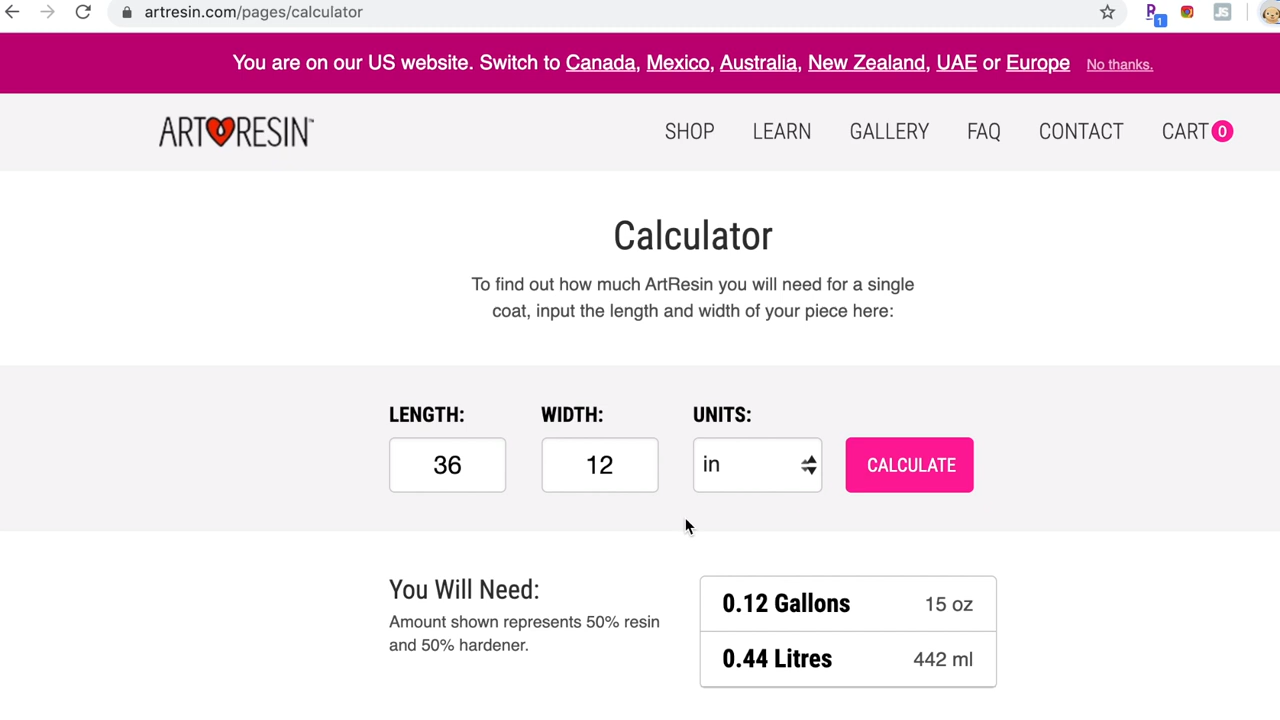 artresin.com/pages/calculator
1
JS
You are on our US website. Switch to Canada, Mexico, Australia, New Zealand, UAE or Europe No thanks.
ART RESIN™ SHOP LEARN GALLERY FAQ CONTACT CART 0
Calculator
To find out how much ArtResin you will need for a single
coat, input the length and width of your piece here:
LENGTH: WIDTH: UNITS:
36 12 in CALCULATE
You Will Need:
Amount shown represents 50% resin
and 50% hardener.
0.12 Gallons 15 oz
0.44 Litres 442 ml